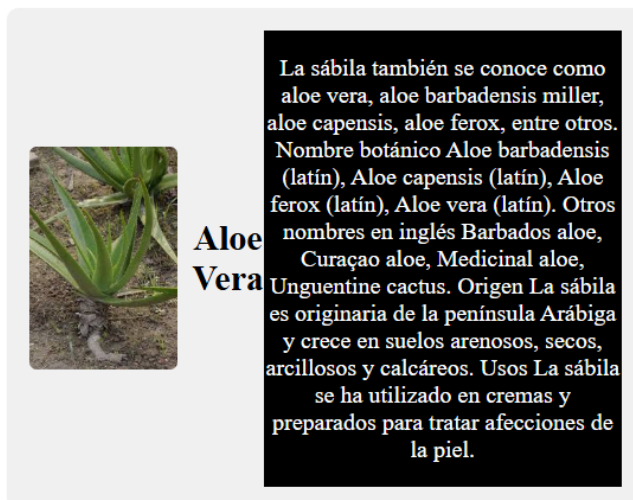 Aloe
Vera
La sábila también se conoce como
aloe vera, aloe barbadensis miller,
aloe capensis, aloe ferox, entre otros.
Nombre botánico Aloe barbadensis
(latín), Aloe capensis (latín), Aloe
ferox (latín), Aloe vera (latín). Otros
nombres en inglés Barbados aloe,
Curaçao aloe, Medicinal aloe,
Unguentine cactus. Origen La sábila
es originaria de la península Arábiga
y crece en suelos arenosos, secos,
arcillosos y calcáreos. Usos La sábila
se ha utilizado en cremas y
preparados para tratar afecciones de
la piel.